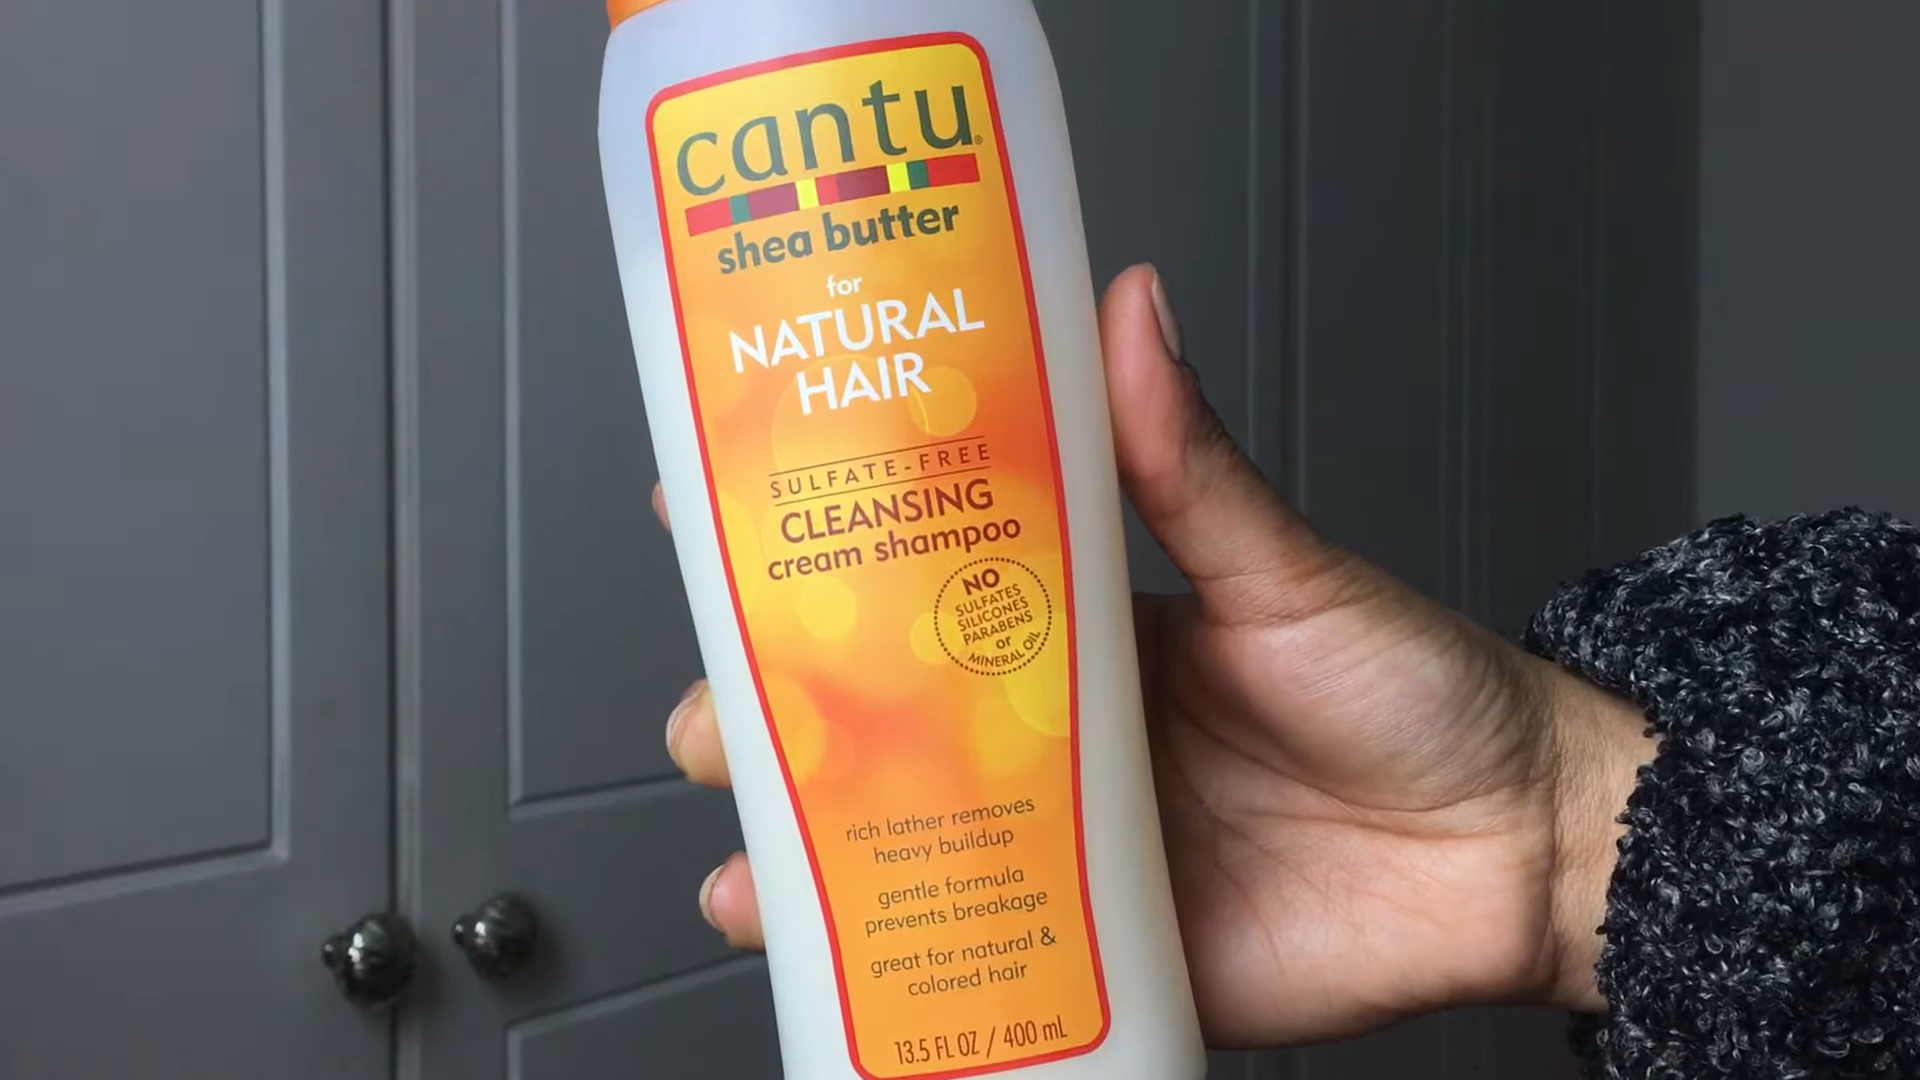 cantu®
shea butter
for
NATURAL
HAIR
SULFATE-FREE
CLEANSING
cream shampoo
NO
SULFATES
SILICONES
PARABENS
or
MINERAL OIL
rich lather removes
heavy buildup
gentle formula
prevents breakage
great for natural &
colored hair
13.5 FL OZ / 400 mL